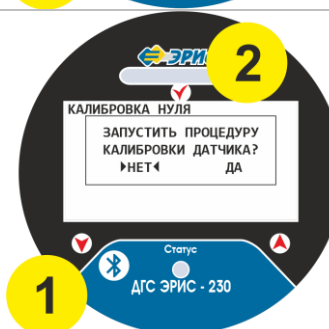 ЭРИС
2
КАЛИБРОВКА НУЛЯ
ЗАПУСТИТЬ ПРОЦЕДУРУ
КАЛИБРОВКИ ДАТЧИКА?
НЕТ ДА
Статус
1
ДГС ЭРИС - 230